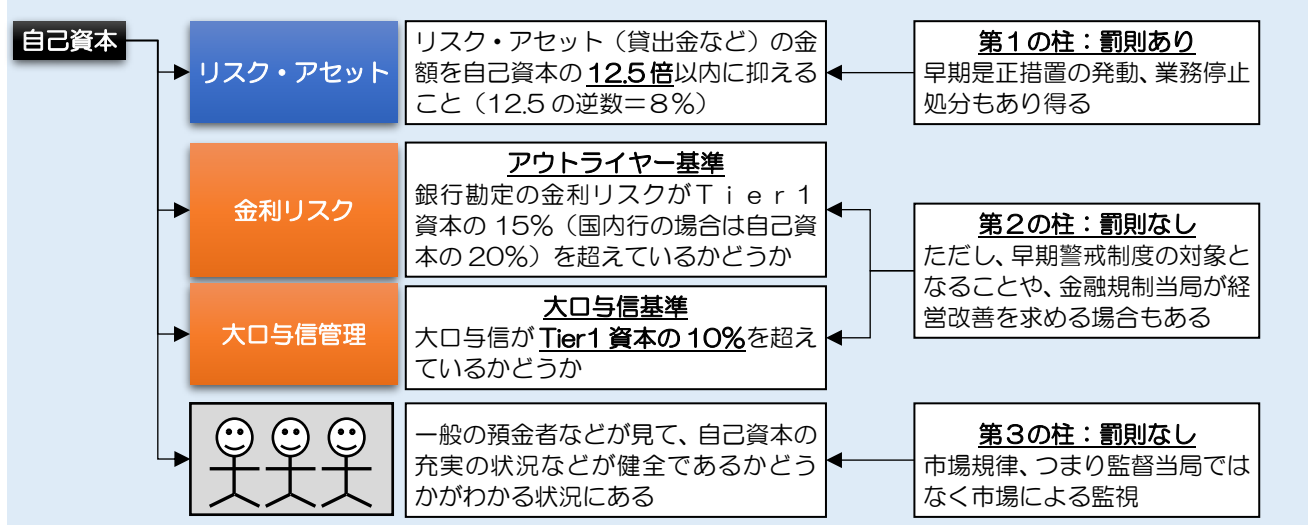 自己資本
リスク・アセット
リスク・アセット（貸出金など）の金
額を自己資本の12.5倍以内に抑える
こと（12.5の逆数＝８％）
第１の柱：罰則あり
早期是正措置の発動、業務停止
処分もあり得る
金利リスク
アウトライヤー基準
銀行勘定の金利リスクがＴｉｅｒ１
資本の15%（国内行の場合は自己資
本の20%）を超えているかどうか
大口与信管理
大口与信基準
大口与信がTier1資本の10%を超え
ているかどうか
第２の柱：罰則なし
ただし、早期警戒制度の対象と
なることや、金融規制当局が経
営改善を求める場合もある
一般の預金者などが見て、自己資本の
充実の状況などが健全であるかどう
かがわかる状況にある
第３の柱：罰則なし
市場規律、つまり監督当局では
なく市場による監視